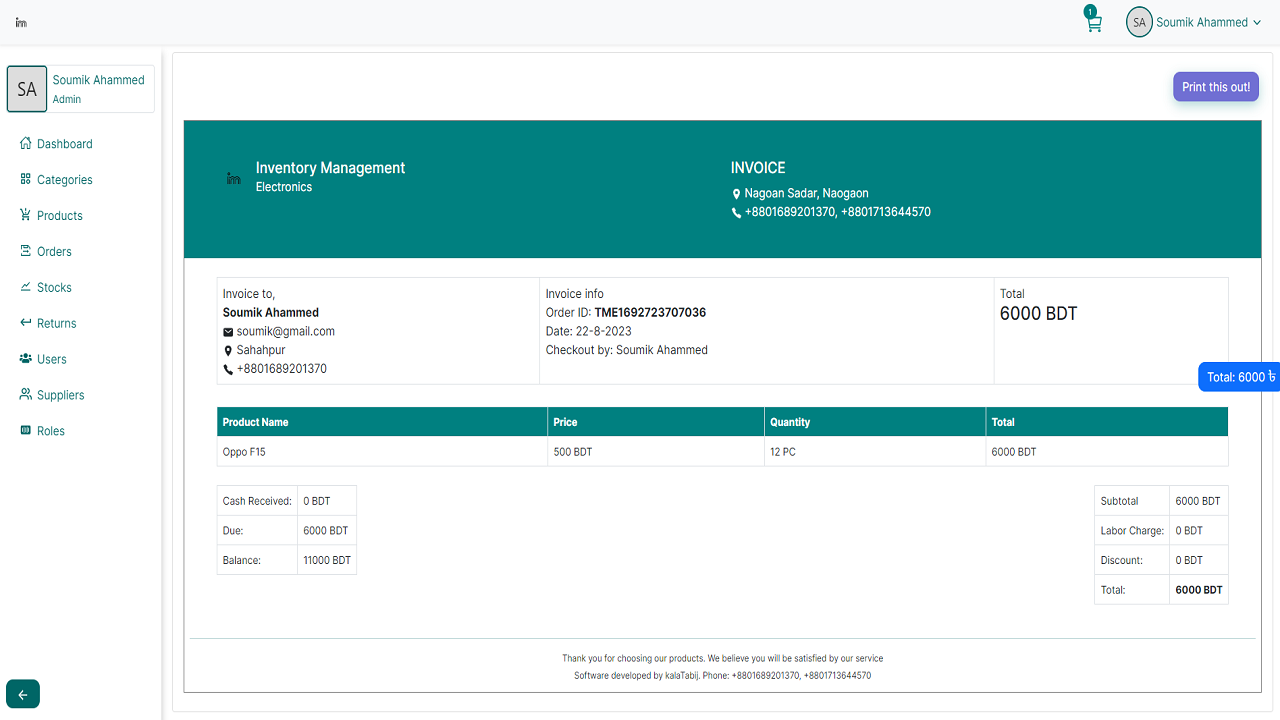 im
1
SA
Soumik Ahammed
SA
Soumik Ahammed
Admin
Dashboard
Categories
Products
Orders
Stocks
Returns
Users
Suppliers
Roles
Print this out!
im
Inventory Management
Electronics
INVOICE
Nagoan Sadar, Naogaon
+8801689201370, +8801713644570
Invoice to,
Soumik Ahammed
soumik@gmail.com
Sahahpur
+8801689201370
Invoice info
Order ID: TME1692723707036
Date: 22-8-2023
Checkout by: Soumik Ahammed
Total
6000 BDT
Total: 6000 ৳
Product Name Price Quantity Total
Oppo F15 500 BDT 12 PC 6000 BDT
Cash Received: 0 BDT
Due: 6000 BDT
Balance: 11000 BDT
Subtotal 6000 BDT
Labor Charge: 0 BDT
Discount: 0 BDT
Total: 6000 BDT
Thank you for choosing our products. We believe you will be satisfied by our service
Software developed by kalaTabij. Phone: +8801689201370, +8801713644570